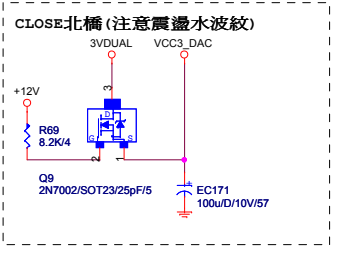 CLOSE北橋(注意震盪水波紋)
3VDUAL
VCC3_DAC
+12V
3
R69
8.2K/4
D
G
S
2
1
Q9
2N7002/SOT23/25pF/5
+
EC171
100u/D/10V/57